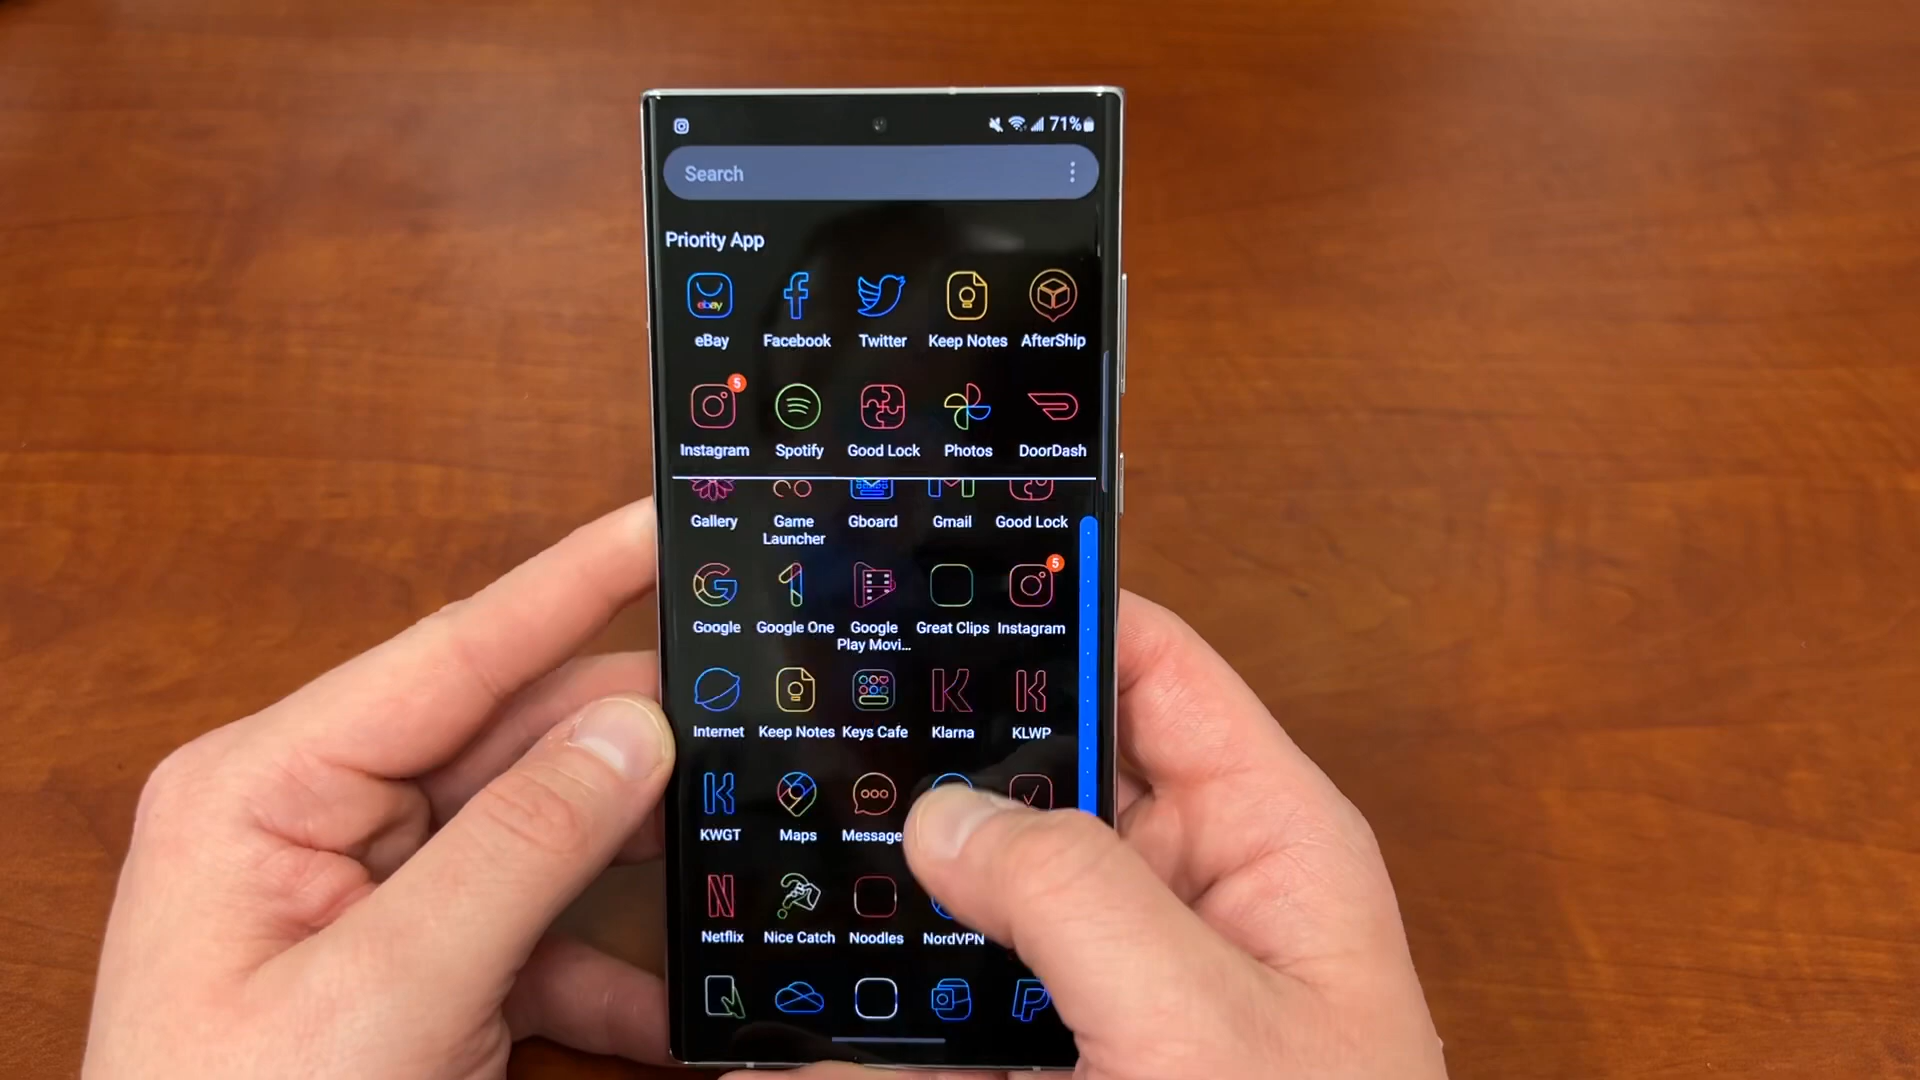 71%
Search
Priority App
ebay
eBay Facebook Twitter Keep Notes AfterShip
5
Instagram Spotify Good Lock Photos DoorDash
Gallery Game Launcher Gboard Gmail Good Lock
5
Google Google One Google Play Movi... Great Clips Instagram
Internet Keep Notes Keys Cafe Klarna KLWP
KWGT Maps Message
Netflix Nice Catch Noodles NordVPN